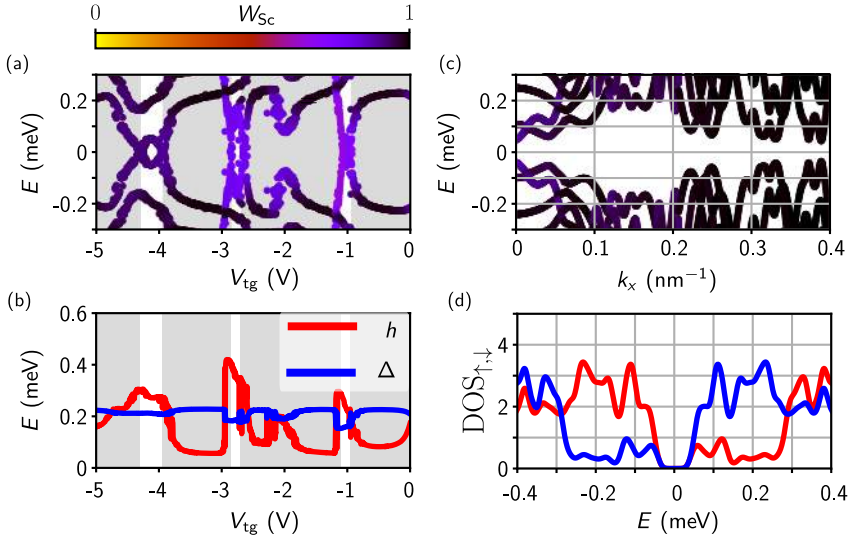 W_Sc
0 1
(a)
E (meV)
0.2
0
-0.2
-5 -4 -3 -2 -1 0
V_tg (V)
(c)
E (meV)
0.2
0
-0.2
0 0.1 0.2 0.3 0.4
k_x (nm⁻¹)
(b)
E (meV)
0.6
0.4
0.2
0
h
Δ
-5 -4 -3 -2 -1 0
V_tg (V)
(d)
DOS↑,↓
4
2
0
-0.4 -0.2 0 0.2 0.4
E (meV)